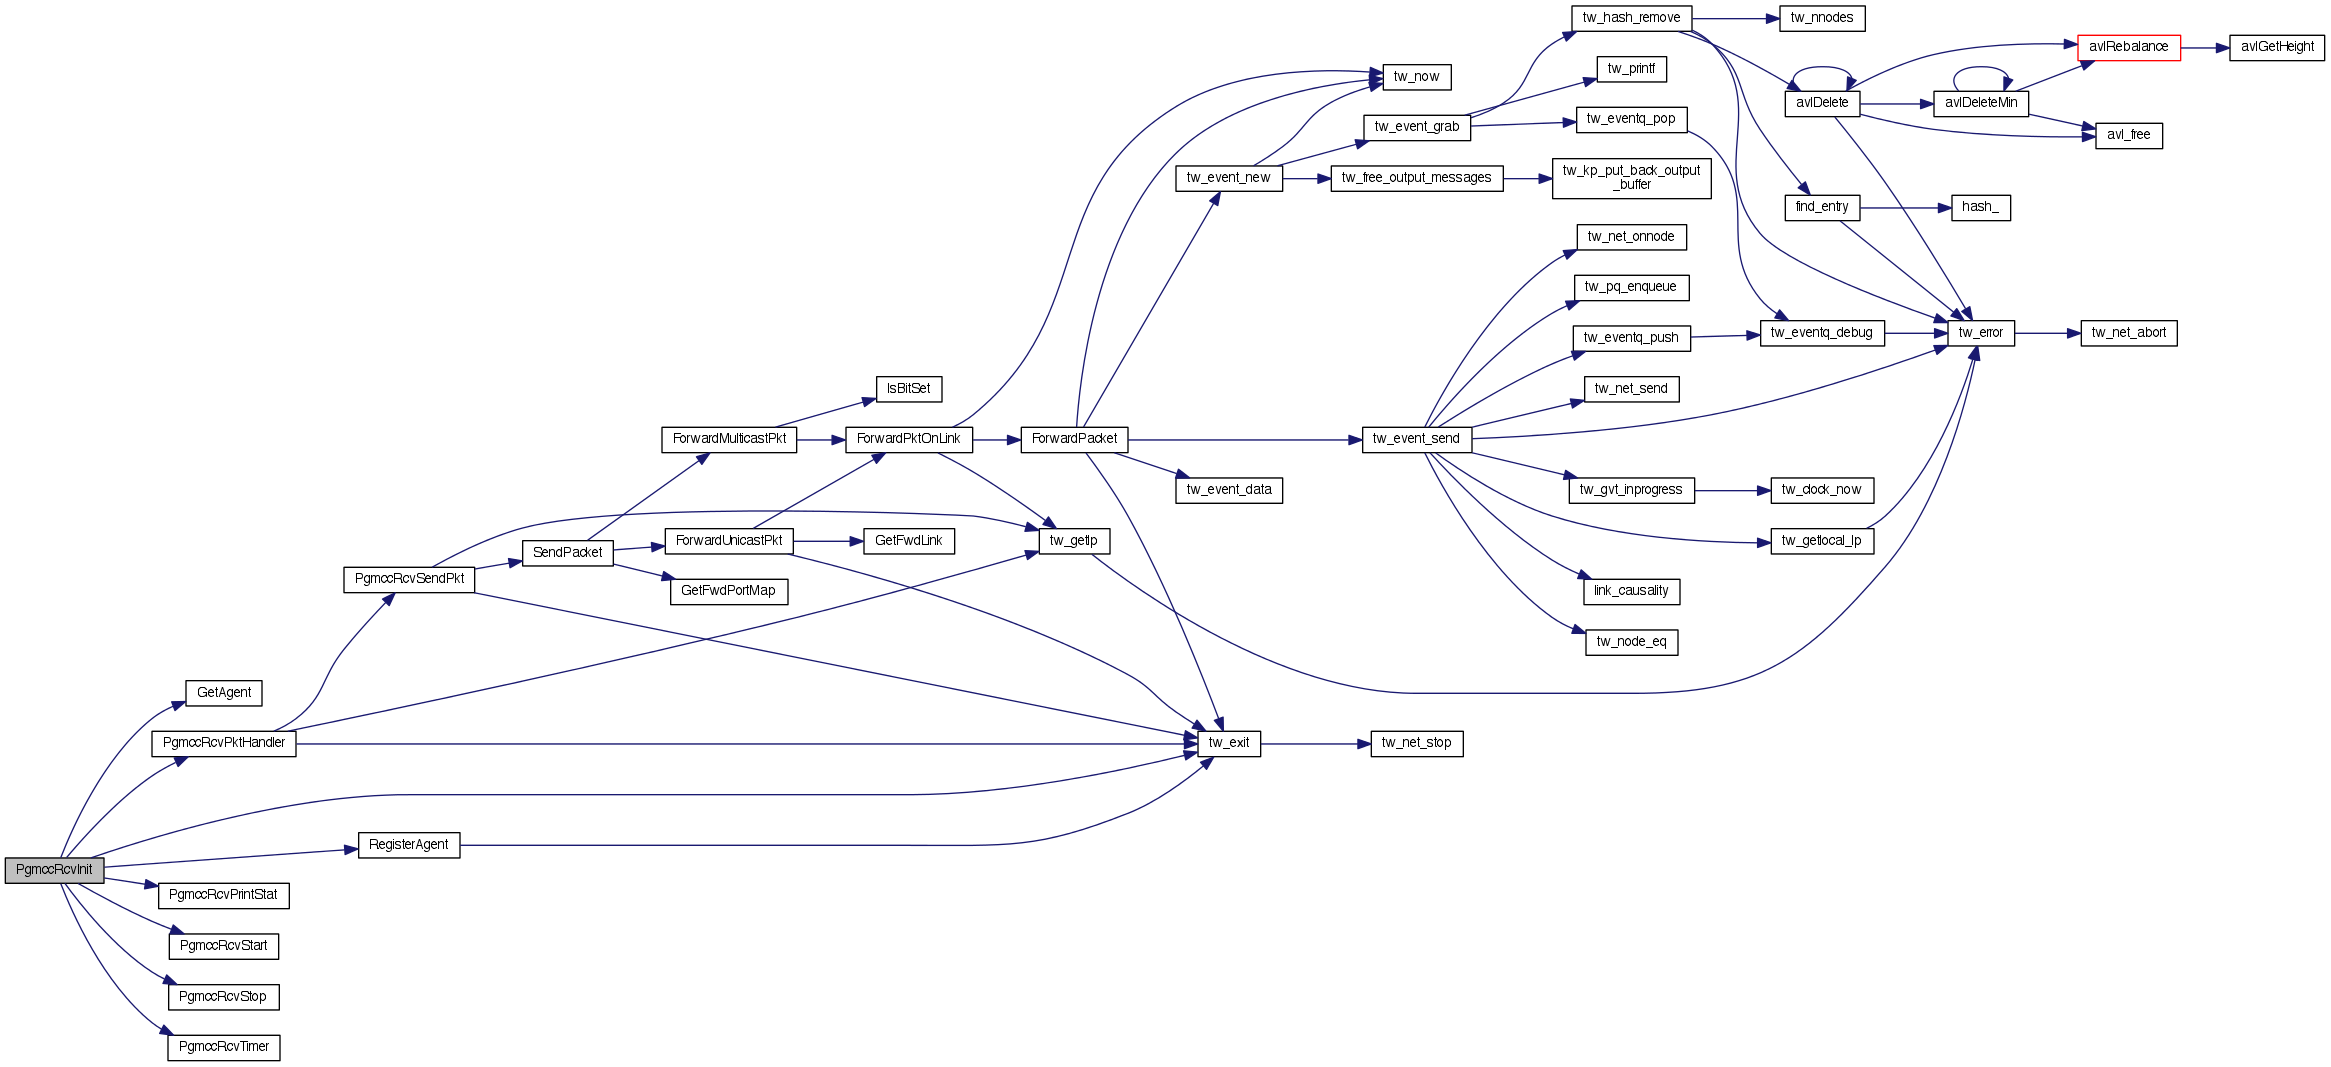 tw_hash_remove
tw_nnodes
avlRebalance
avlGetHeight
tw_now
tw_printf
avlDelete
avlDeleteMin
tw_event_grab
tw_eventq_pop
avl_free
tw_event_new
tw_free_output_messages
tw_kp_put_back_output
_buffer
find_entry
hash_
tw_net_onnode
tw_pq_enqueue
tw_eventq_push
tw_eventq_debug
tw_error
tw_net_abort
IsBitSet
tw_net_send
ForwardMulticastPkt
ForwardPktOnLink
ForwardPacket
tw_event_send
tw_event_data
tw_gvt_inprogress
tw_clock_now
SendPacket
ForwardUnicastPkt
GetFwdLink
tw_getlp
tw_getlocal_lp
PgmccRcvSendPkt
GetFwdPortMap
link_causality
tw_node_eq
GetAgent
PgmccRcvPktHandler
tw_exit
tw_net_stop
RegisterAgent
PgmccRcvInit
PgmccRcvPrintStat
PgmccRcvStart
PgmccRcvStop
PgmccRcvTimer